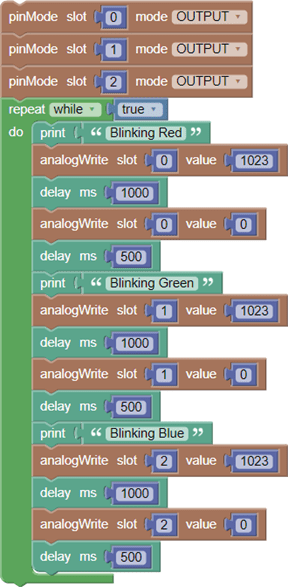 pinMode slot 0 mode OUTPUT
pinMode slot 1 mode OUTPUT
pinMode slot 2 mode OUTPUT
repeat while true
do print “ Blinking Red ”
analogWrite slot 0 value 1023
delay ms 1000
analogWrite slot 0 value 0
delay ms 500
print “ Blinking Green ”
analogWrite slot 1 value 1023
delay ms 1000
analogWrite slot 1 value 0
delay ms 500
print “ Blinking Blue ”
analogWrite slot 2 value 1023
delay ms 1000
analogWrite slot 2 value 0
delay ms 500